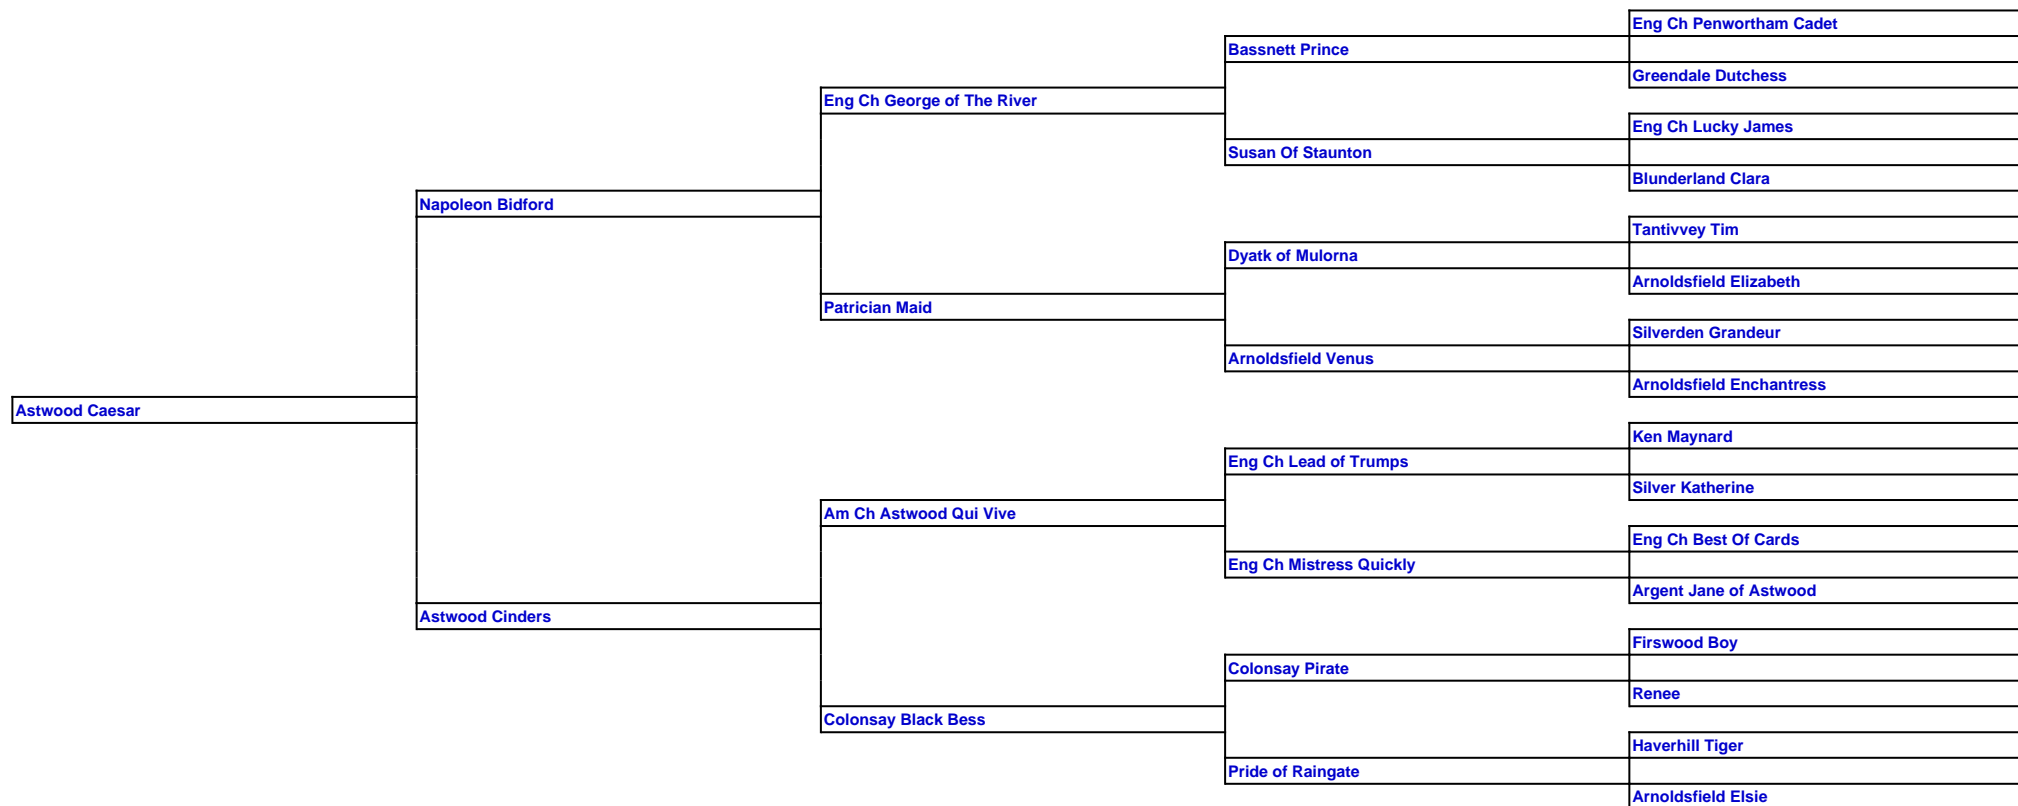 Eng Ch Penwortham Cadet
Bassnett Prince
Greendale Dutchess
Eng Ch George of The River
Eng Ch Lucky James
Susan Of Staunton
Blunderland Clara
Napoleon Bidford
Tantivvey Tim
Dyatk of Mulorna
Arnoldsfield Elizabeth
Patrician Maid
Silverden Grandeur
Arnoldsfield Venus
Arnoldsfield Enchantress
Astwood Caesar
Ken Maynard
Eng Ch Lead of Trumps
Silver Katherine
Am Ch Astwood Qui Vive
Eng Ch Best Of Cards
Eng Ch Mistress Quickly
Argent Jane of Astwood
Astwood Cinders
Firswood Boy
Colonsay Pirate
Renee
Colonsay Black Bess
Haverhill Tiger
Pride of Raingate
Arnoldsfield Elsie